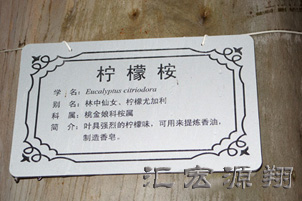 柠檬桉
学 名：Eucalyptus citriodora
别 名：林中仙女、柠檬尤加利
科 属：桃金娘科桉属
简 介：叶具强烈的柠檬味，可用来提炼香油，
制造香皂。
汇宏源翔